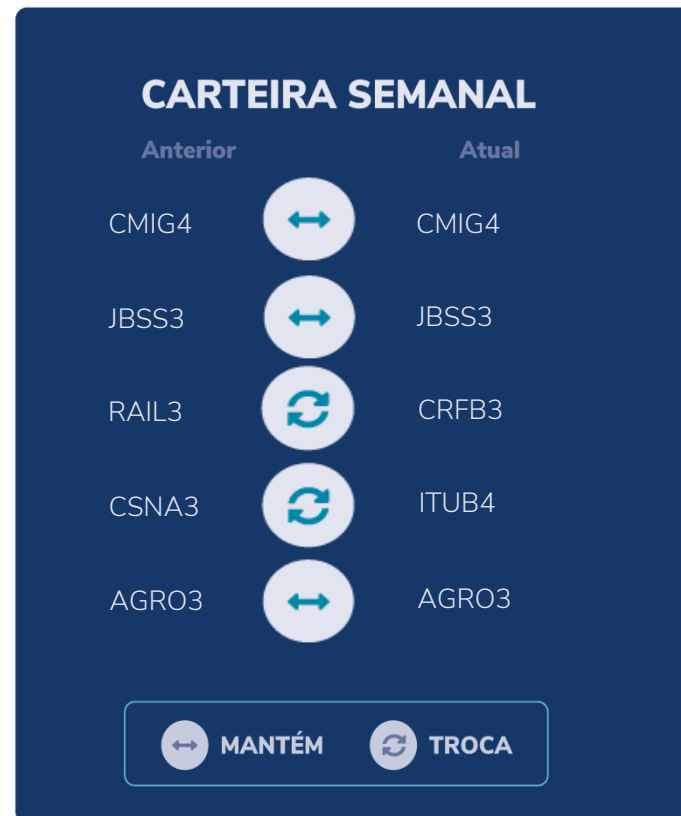 CARTEIRA SEMANAL
Anterior Atual
CMIG4 CMIG4
JBSS3 JBSS3
RAIL3 CRFB3
CSNA3 ITUB4
AGRO3 AGRO3
MANTÉM TROCA